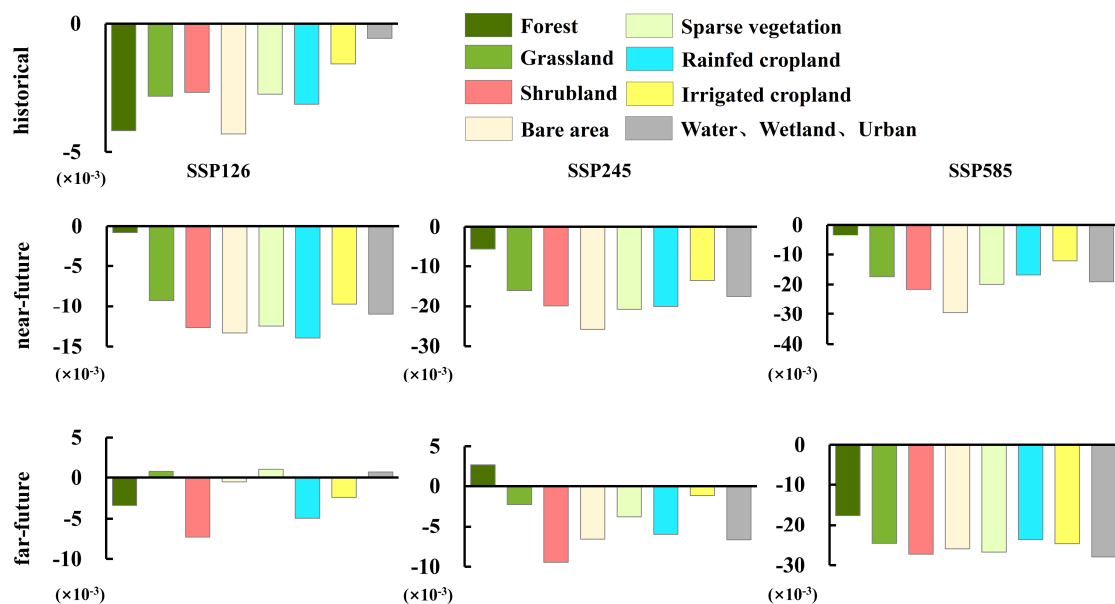 0
-5
(×10-3)
historical
Forest
Grassland
Shrubland
Bare area
Sparse vegetation
Rainfed cropland
Irrigated cropland
Water、Wetland、Urban
SSP126
SSP245
SSP585
near-future
0
-5
-10
-15
(×10-3)
0
-10
-20
-30
(×10-3)
0
-10
-20
-30
-40
(×10-3)
far-future
5
0
-5
-10
(×10-3)
5
0
-5
-10
(×10-3)
0
-10
-20
-30
(×10-3)